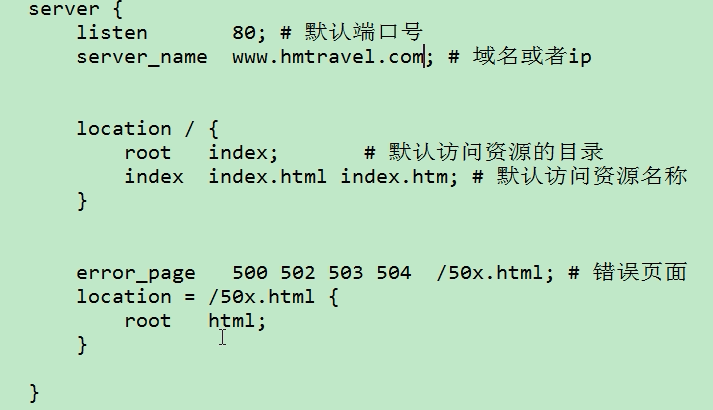 server {
listen 80; # 默认端口号
server_name www.hmtravel.com; # 域名或者ip
location / {
root index; # 默认访问资源的目录
index index.html index.htm; # 默认访问资源名称
}
error_page 500 502 503 504 /50x.html; # 错误页面
location = /50x.html {
root html;
}
}